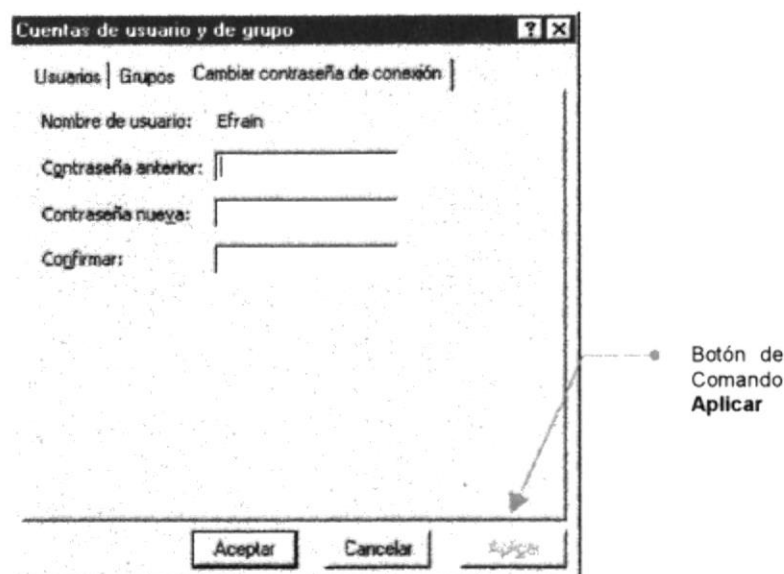 Cuentas de usuario y de grupo
Usuarios Grupos Cambiar contraseña de conexión
Nombre de usuario: Efrain
Contraseña anterior:
Contraseña nueva:
Confirmar:
Botón de
Comando
Aplicar
Aceptar Cancelar Aplicar